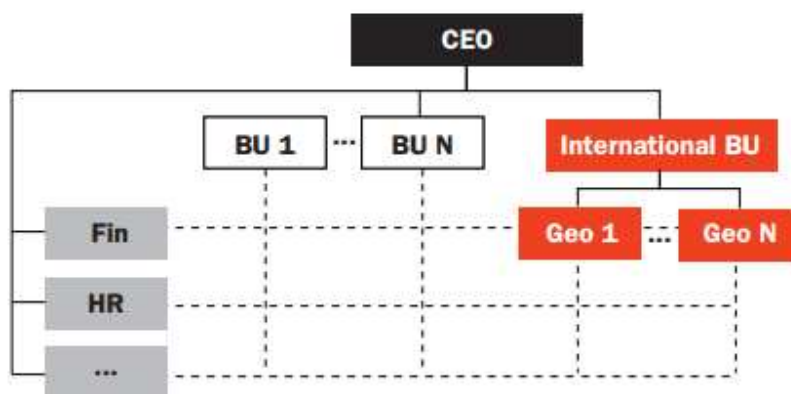 CEO
BU 1 ... BU N
International BU
Fin
Geo 1 ... Geo N
HR
...